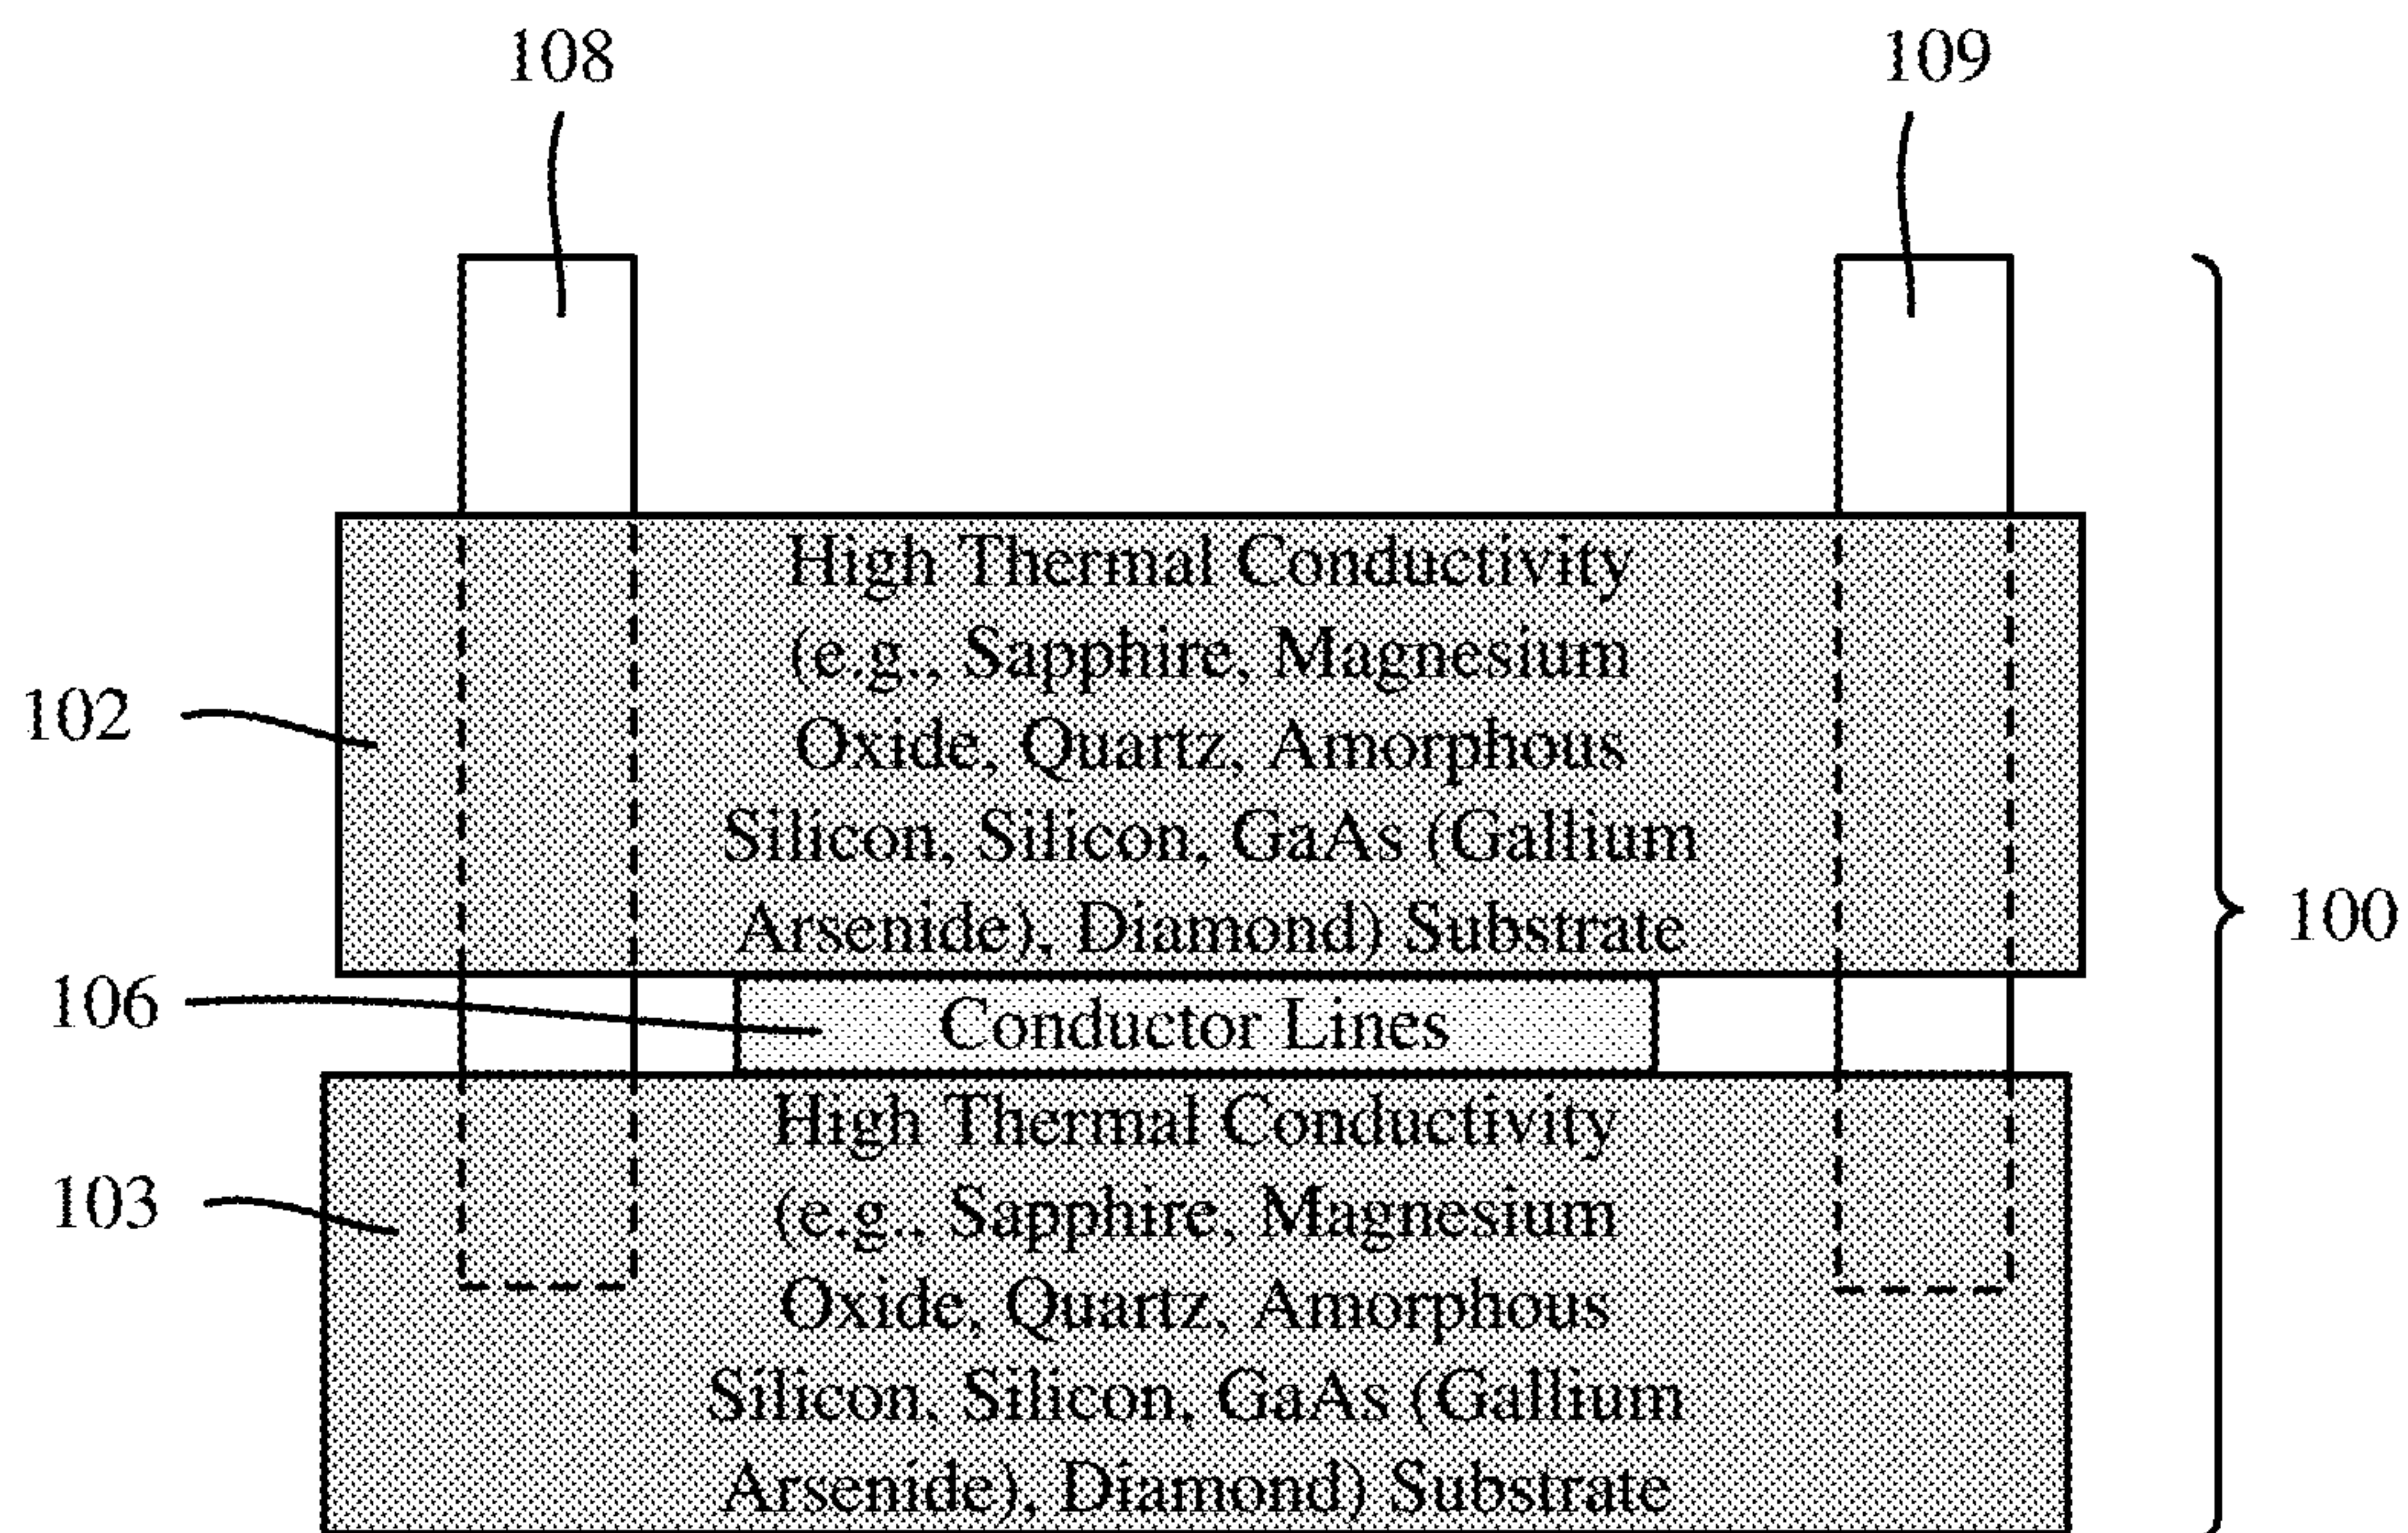 108
109
High Thermal Conductivity
(e.g., Sapphire, Magnesium
Oxide, Quartz, Amorphous
Silicon, Silicon, GaAs (Gallium
Arsenide), Diamond) Substrate
102
106
Conductor Lines
100
High Thermal Conductivity
(e.g., Sapphire, Magnesium
Oxide, Quartz, Amorphous
Silicon, Silicon, GaAs (Gallium
Arsenide), Diamond) Substrate
103